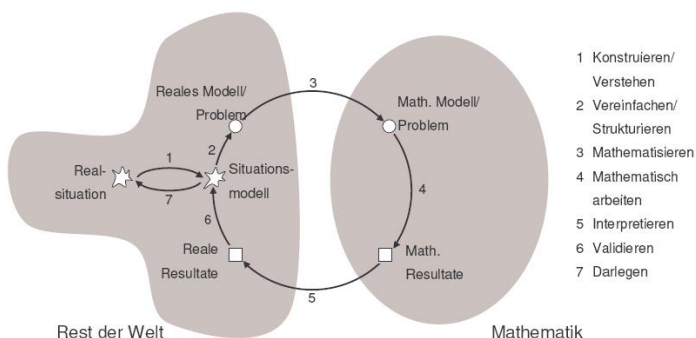 Reales Modell/
Problem
3
Math. Modell/
Problem
1
2
Real-
situation
Situations-
modell
7
4
6
Reale
Resultate
Math.
Resultate
5
Rest der Welt
Mathematik
1 Konstruieren/
Verstehen
2 Vereinfachen/
Strukturieren
3 Mathematisieren
4 Mathematisch
arbeiten
5 Interpretieren
6 Validieren
7 Darlegen